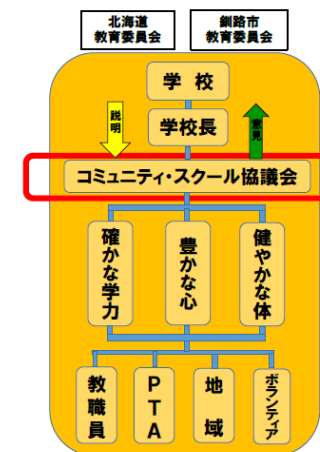 北海道
教育委員会
釧路市
教育委員会
学校
学校長
説明
意見
コミュニティ・スクール協議会
確かな学力
豊かな心
健やかな体
教職員
PTA
地域
ボランティア